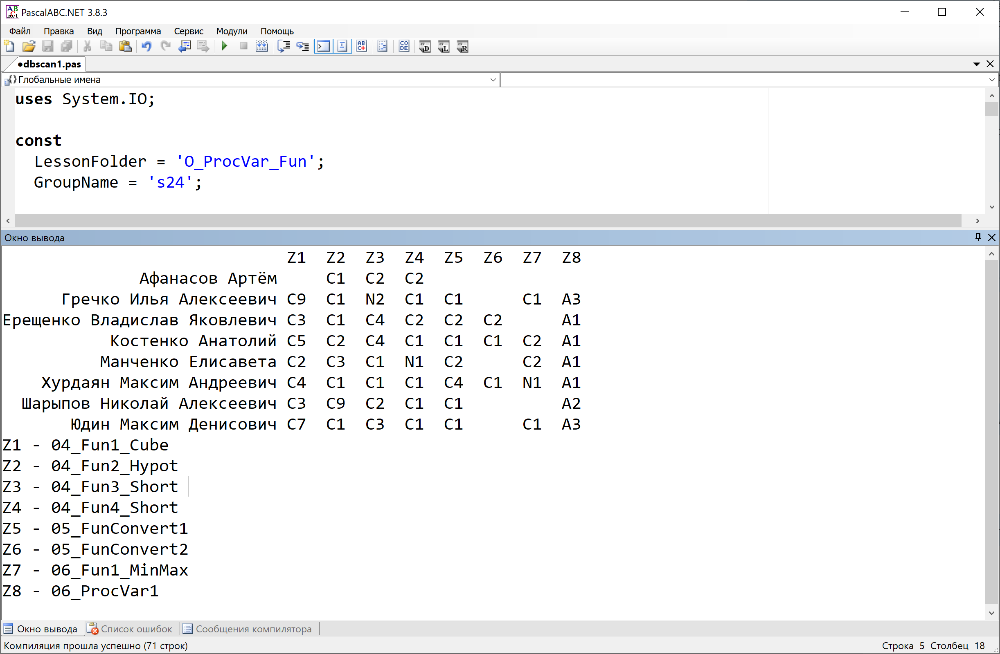 PascalABC.NET 3.8.3
Файл Правка Вид Программа Сервис Модули Помощь
●dbscan1.pas
Глобальные имена
uses System.IO;
const
LessonFolder = 'O_ProcVar_Fun';
GroupName = 's24';
Окно вывода
Z1 Z2 Z3 Z4 Z5 Z6 Z7 Z8
Афанасов Артём C1 C2 C2
Гречко Илья Алексеевич C9 C1 N2 C1 C1 C1 A3
Ерещенко Владислав Яковлевич C3 C1 C4 C2 C2 C2 A1
Костенко Анатолий C5 C2 C4 C1 C1 C1 C2 A1
Манченко Елисавета C2 C3 C1 N1 C2 C2 A1
Хурдаян Максим Андреевич C4 C1 C1 C1 C4 C1 N1 A1
Шарыпов Николай Алексеевич C3 C9 C2 C1 C1 A2
Юдин Максим Денисович C7 C1 C3 C1 C1 C1 A3
Z1 - 04_Fun1_Cube
Z2 - 04_Fun2_Hypot
Z3 - 04_Fun3_Short
Z4 - 04_Fun4_Short
Z5 - 05_FunConvert1
Z6 - 05_FunConvert2
Z7 - 06_Fun1_MinMax
Z8 - 06_ProcVar1
Окно вывода Список ошибок Сообщения компилятора
Компиляция прошла успешно (71 строк) Строка 5 Столбец 18